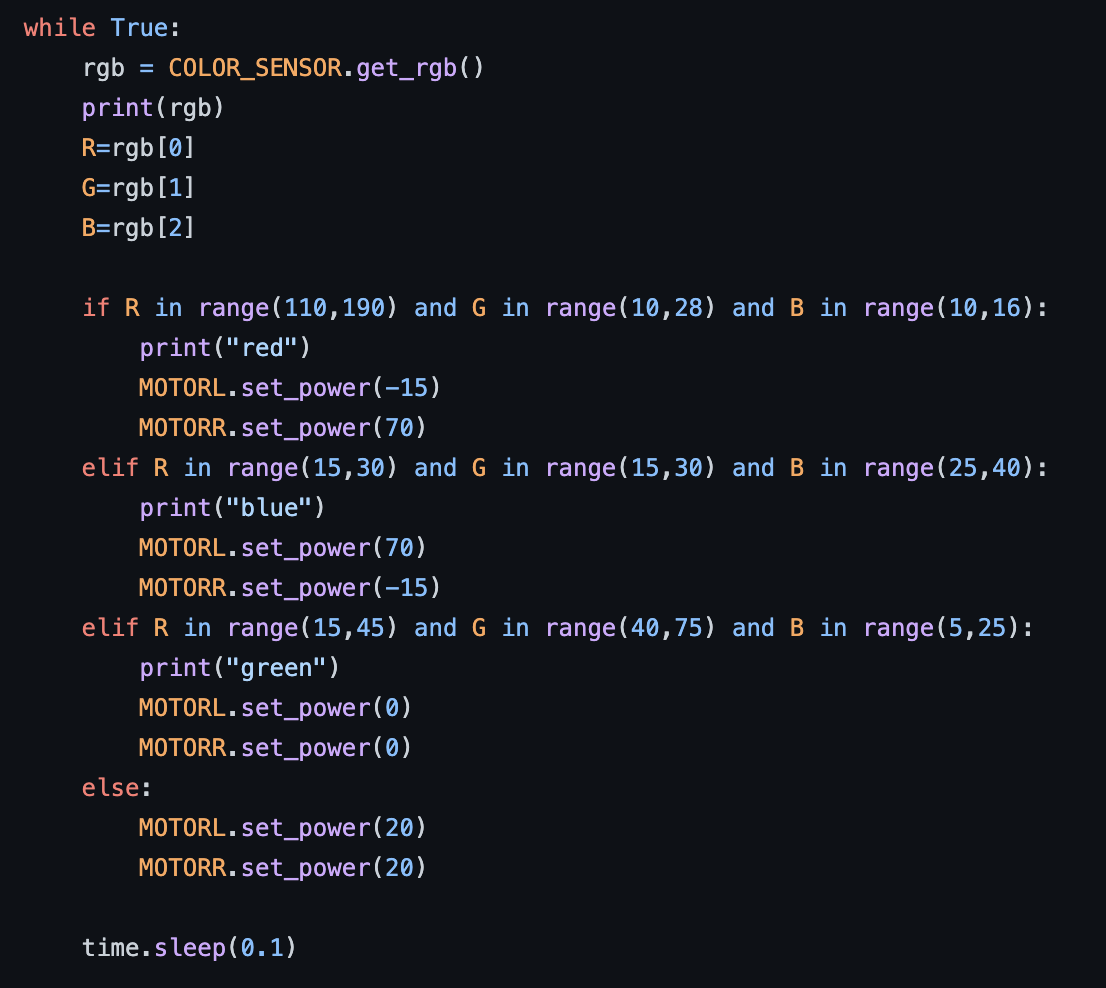 while True:
    rgb = COLOR_SENSOR.get_rgb()
    print(rgb)
    R=rgb[0]
    G=rgb[1]
    B=rgb[2]

    if R in range(110,190) and G in range(10,28) and B in range(10,16):
        print("red")
        MOTORL.set_power(-15)
        MOTORR.set_power(70)
    elif R in range(15,30) and G in range(15,30) and B in range(25,40):
        print("blue")
        MOTORL.set_power(70)
        MOTORR.set_power(-15)
    elif R in range(15,45) and G in range(40,75) and B in range(5,25):
        print("green")
        MOTORL.set_power(0)
        MOTORR.set_power(0)
    else:
        MOTORL.set_power(20)
        MOTORR.set_power(20)

    time.sleep(0.1)